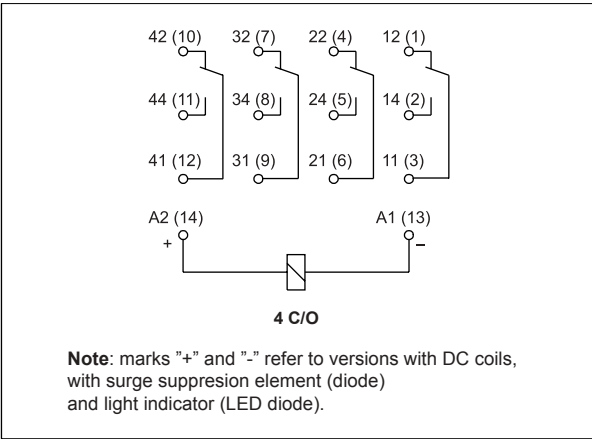 42 (10) 32 (7) 22 (4) 12 (1)
44 (11) 34 (8) 24 (5) 14 (2)
41 (12) 31 (9) 21 (6) 11 (3)
A2 (14) A1 (13)
+ –
4 C/O
Note: marks ”+” and ”-” refer to versions with DC coils,
with surge suppresion element (diode)
and light indicator (LED diode).